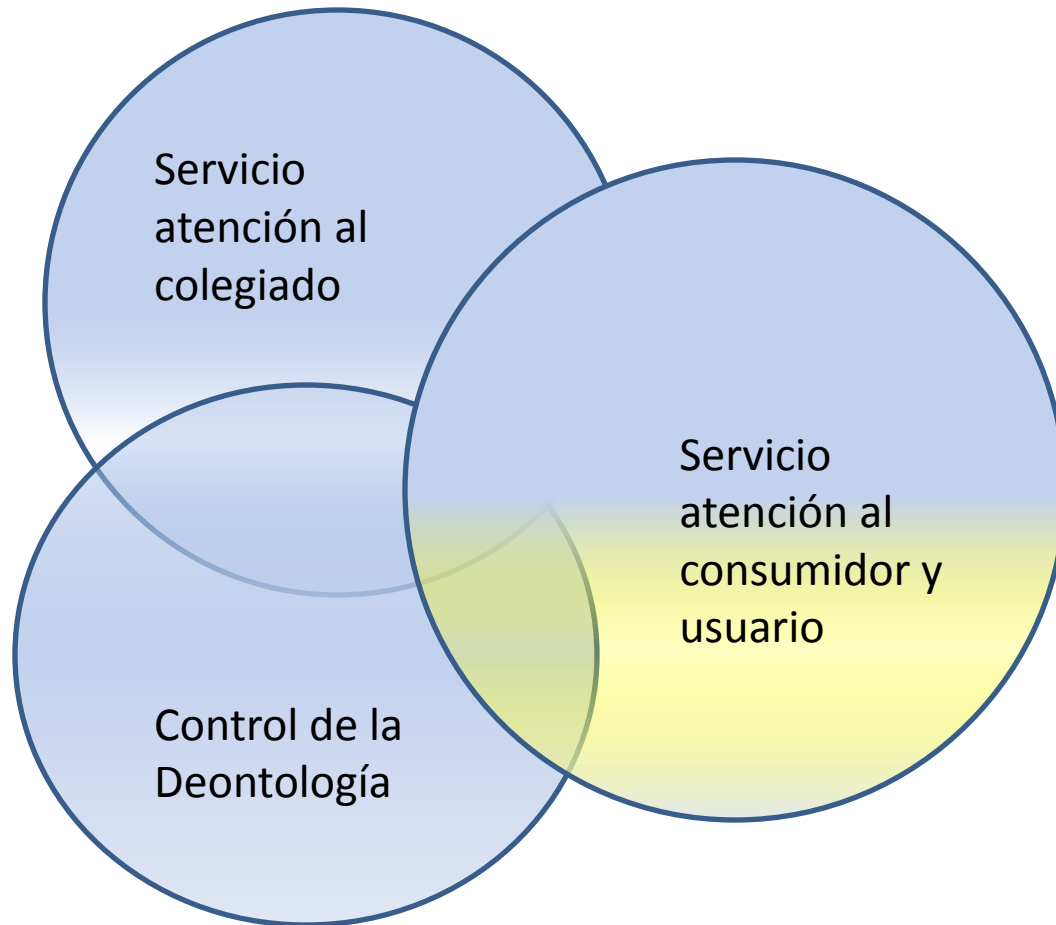 Servicio
atención al
colegiado
Servicio
atención al
consumidor y
usuario
Control de la
Deontología